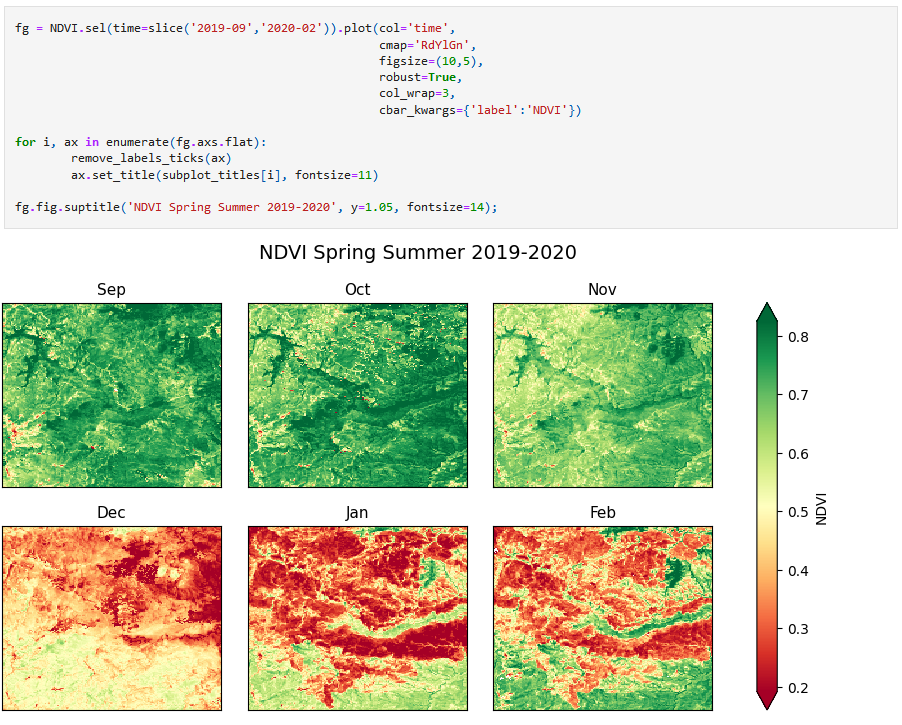 fg = NDVI.sel(time=slice('2019-09','2020-02')).plot(col='time',
cmap='RdYlGn',
figsize=(10,5),
robust=True,
col_wrap=3,
cbar_kwargs={'label':'NDVI'})
for i, ax in enumerate(fg.axs.flat):
remove_labels_ticks(ax)
ax.set_title(subplot_titles[i], fontsize=11)
fg.fig.suptitle('NDVI Spring Summer 2019-2020', y=1.05, fontsize=14);
NDVI Spring Summer 2019-2020
Sep Oct Nov
Dec Jan Feb
0.8
0.7
0.6
0.5
0.4
0.3
0.2
NDVI